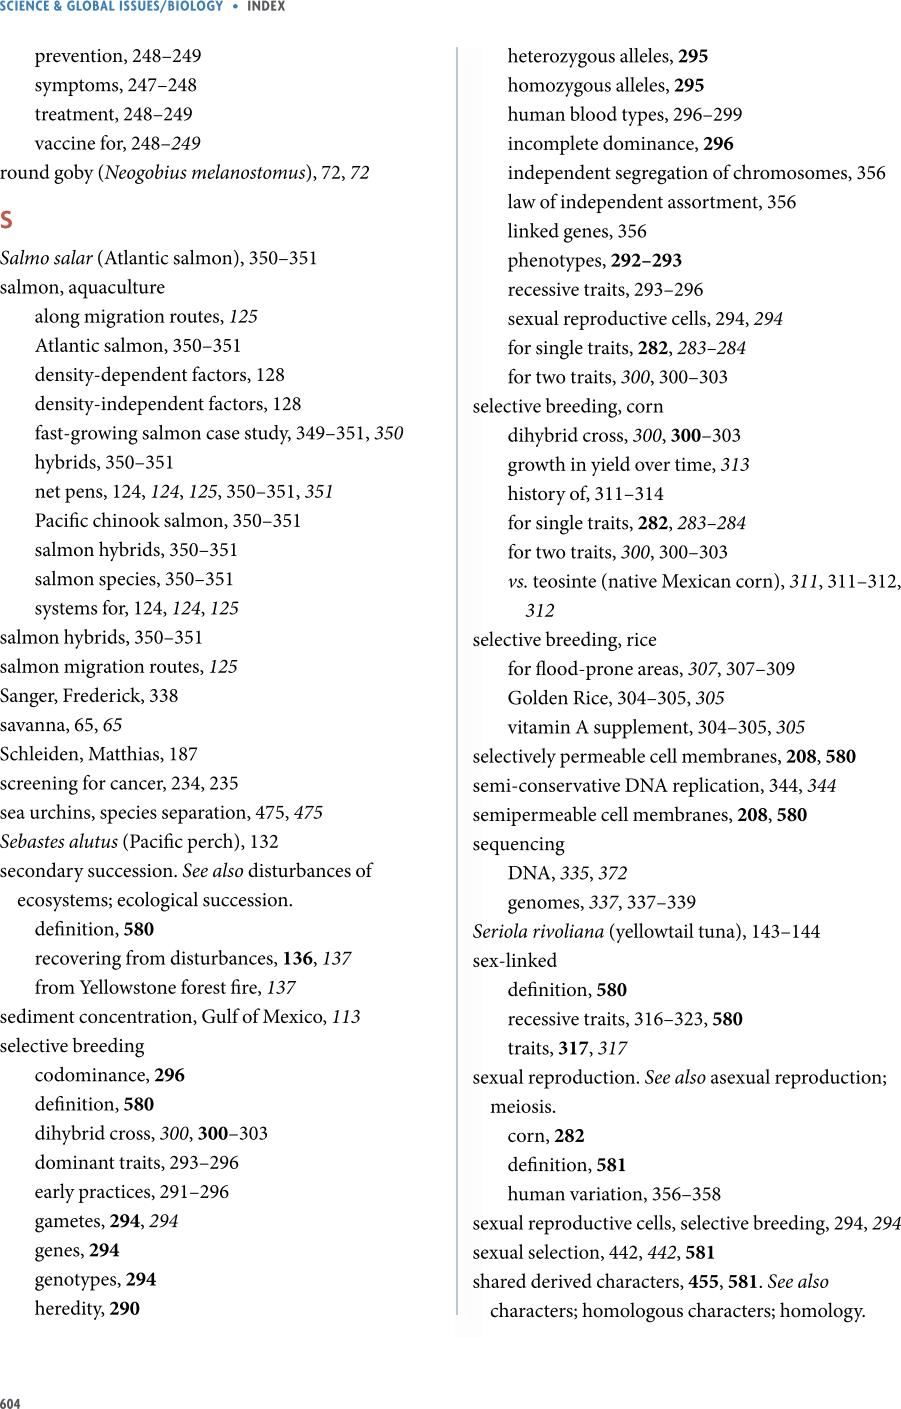 SCIENCE & GLOBAL ISSUES/BIOLOGY • INDEX
prevention, 248–249
symptoms, 247–248
treatment, 248–249
vaccine for, 248–249
round goby (Neogobius melanostomus), 72, 72
S
Salmo salar (Atlantic salmon), 350–351
salmon, aquaculture
along migration routes, 125
Atlantic salmon, 350–351
density-dependent factors, 128
density-independent factors, 128
fast-growing salmon case study, 349–351, 350
hybrids, 350–351
net pens, 124, 124, 125, 350–351, 351
Pacific chinook salmon, 350–351
salmon hybrids, 350–351
salmon species, 350–351
systems for, 124, 124, 125
salmon hybrids, 350–351
salmon migration routes, 125
Sanger, Frederick, 338
savanna, 65, 65
Schleiden, Matthias, 187
screening for cancer, 234, 235
sea urchins, species separation, 475, 475
Sebastes alutus (Pacific perch), 132
secondary succession. See also disturbances of
ecosystems; ecological succession.
definition, 580
recovering from disturbances, 136, 137
from Yellowstone forest fire, 137
sediment concentration, Gulf of Mexico, 113
selective breeding
codominance, 296
definition, 580
dihybrid cross, 300, 300–303
dominant traits, 293–296
early practices, 291–296
gametes, 294, 294
genes, 294
genotypes, 294
heredity, 290
heterozygous alleles, 295
homozygous alleles, 295
human blood types, 296–299
incomplete dominance, 296
independent segregation of chromosomes, 356
law of independent assortment, 356
linked genes, 356
phenotypes, 292–293
recessive traits, 293–296
sexual reproductive cells, 294, 294
for single traits, 282, 283–284
for two traits, 300, 300–303
selective breeding, corn
dihybrid cross, 300, 300–303
growth in yield over time, 313
history of, 311–314
for single traits, 282, 283–284
for two traits, 300, 300–303
vs. teosinte (native Mexican corn), 311, 311–312,
312
selective breeding, rice
for flood-prone areas, 307, 307–309
Golden Rice, 304–305, 305
vitamin A supplement, 304–305, 305
selectively permeable cell membranes, 208, 580
semi-conservative DNA replication, 344, 344
semipermeable cell membranes, 208, 580
sequencing
DNA, 335, 372
genomes, 337, 337–339
Seriola rivoliana (yellowtail tuna), 143–144
sex-linked
definition, 580
recessive traits, 316–323, 580
traits, 317, 317
sexual reproduction. See also asexual reproduction;
meiosis.
corn, 282
definition, 581
human variation, 356–358
sexual reproductive cells, selective breeding, 294, 294
sexual selection, 442, 442, 581
shared derived characters, 455, 581. See also
characters; homologous characters; homology.
604